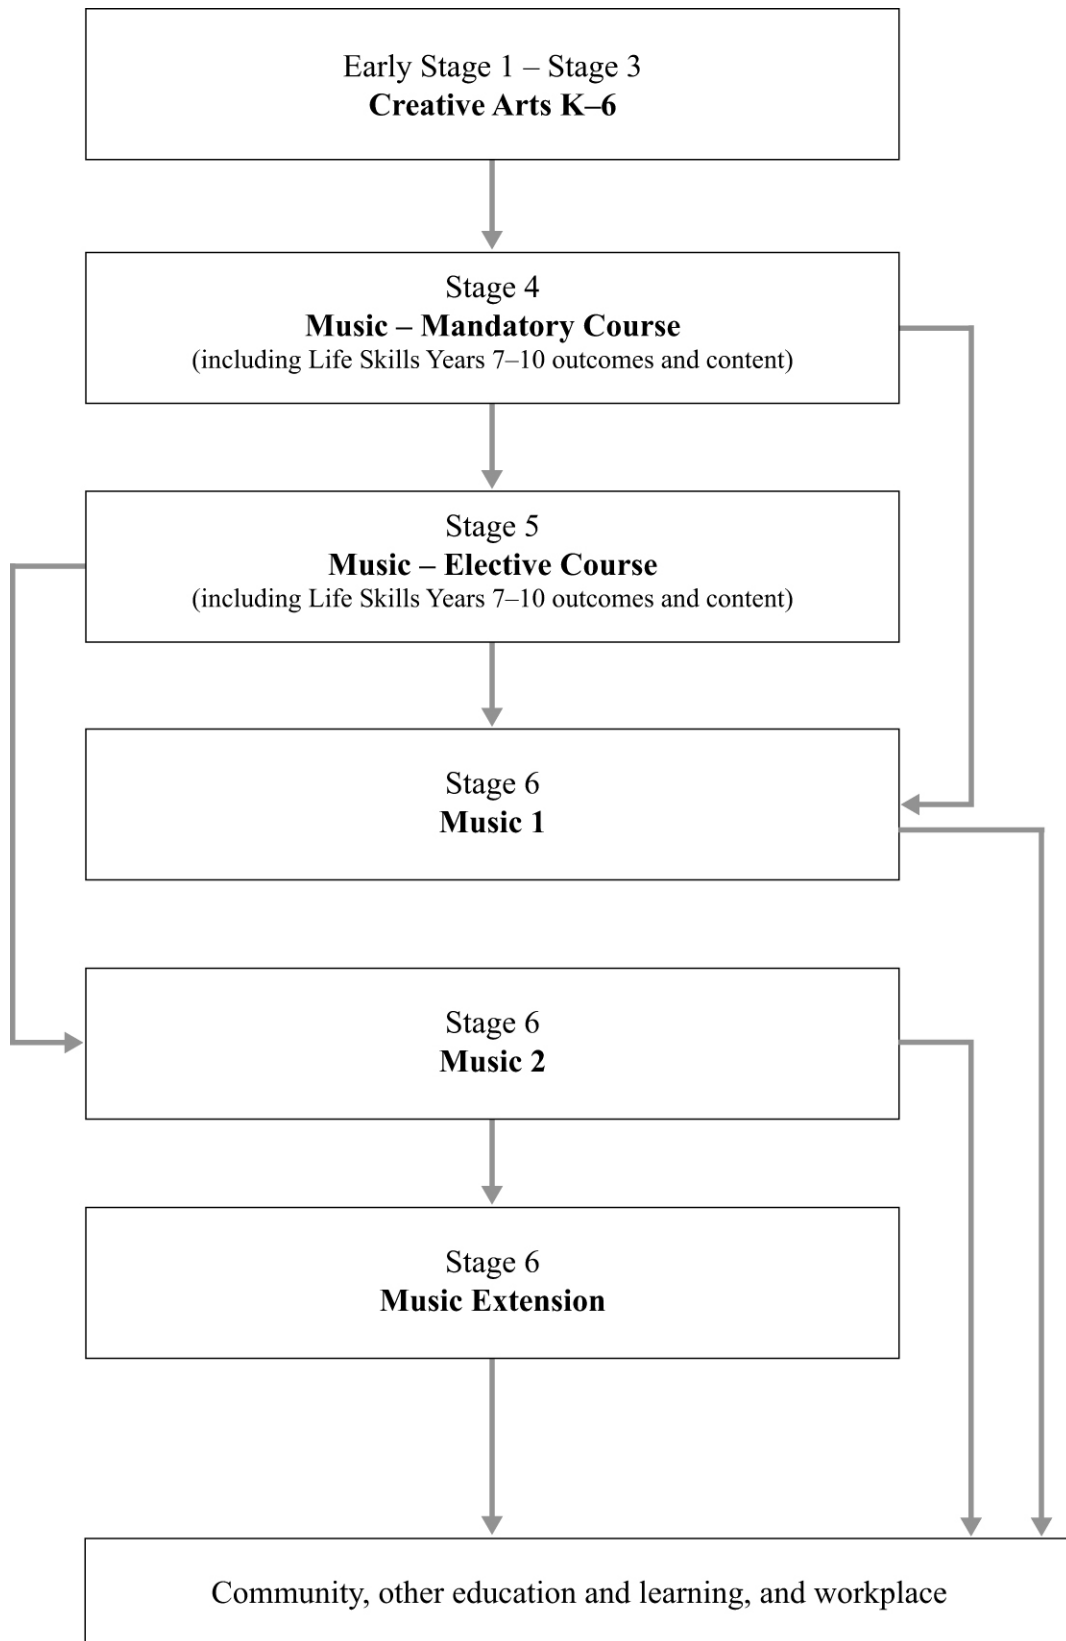 Early Stage 1 – Stage 3
Creative Arts K–6
Stage 4
Music – Mandatory Course
(including Life Skills Years 7–10 outcomes and content)
Stage 5
Music – Elective Course
(including Life Skills Years 7–10 outcomes and content)
Stage 6
Music 1
Stage 6
Music 2
Stage 6
Music Extension
Community, other education and learning, and workplace